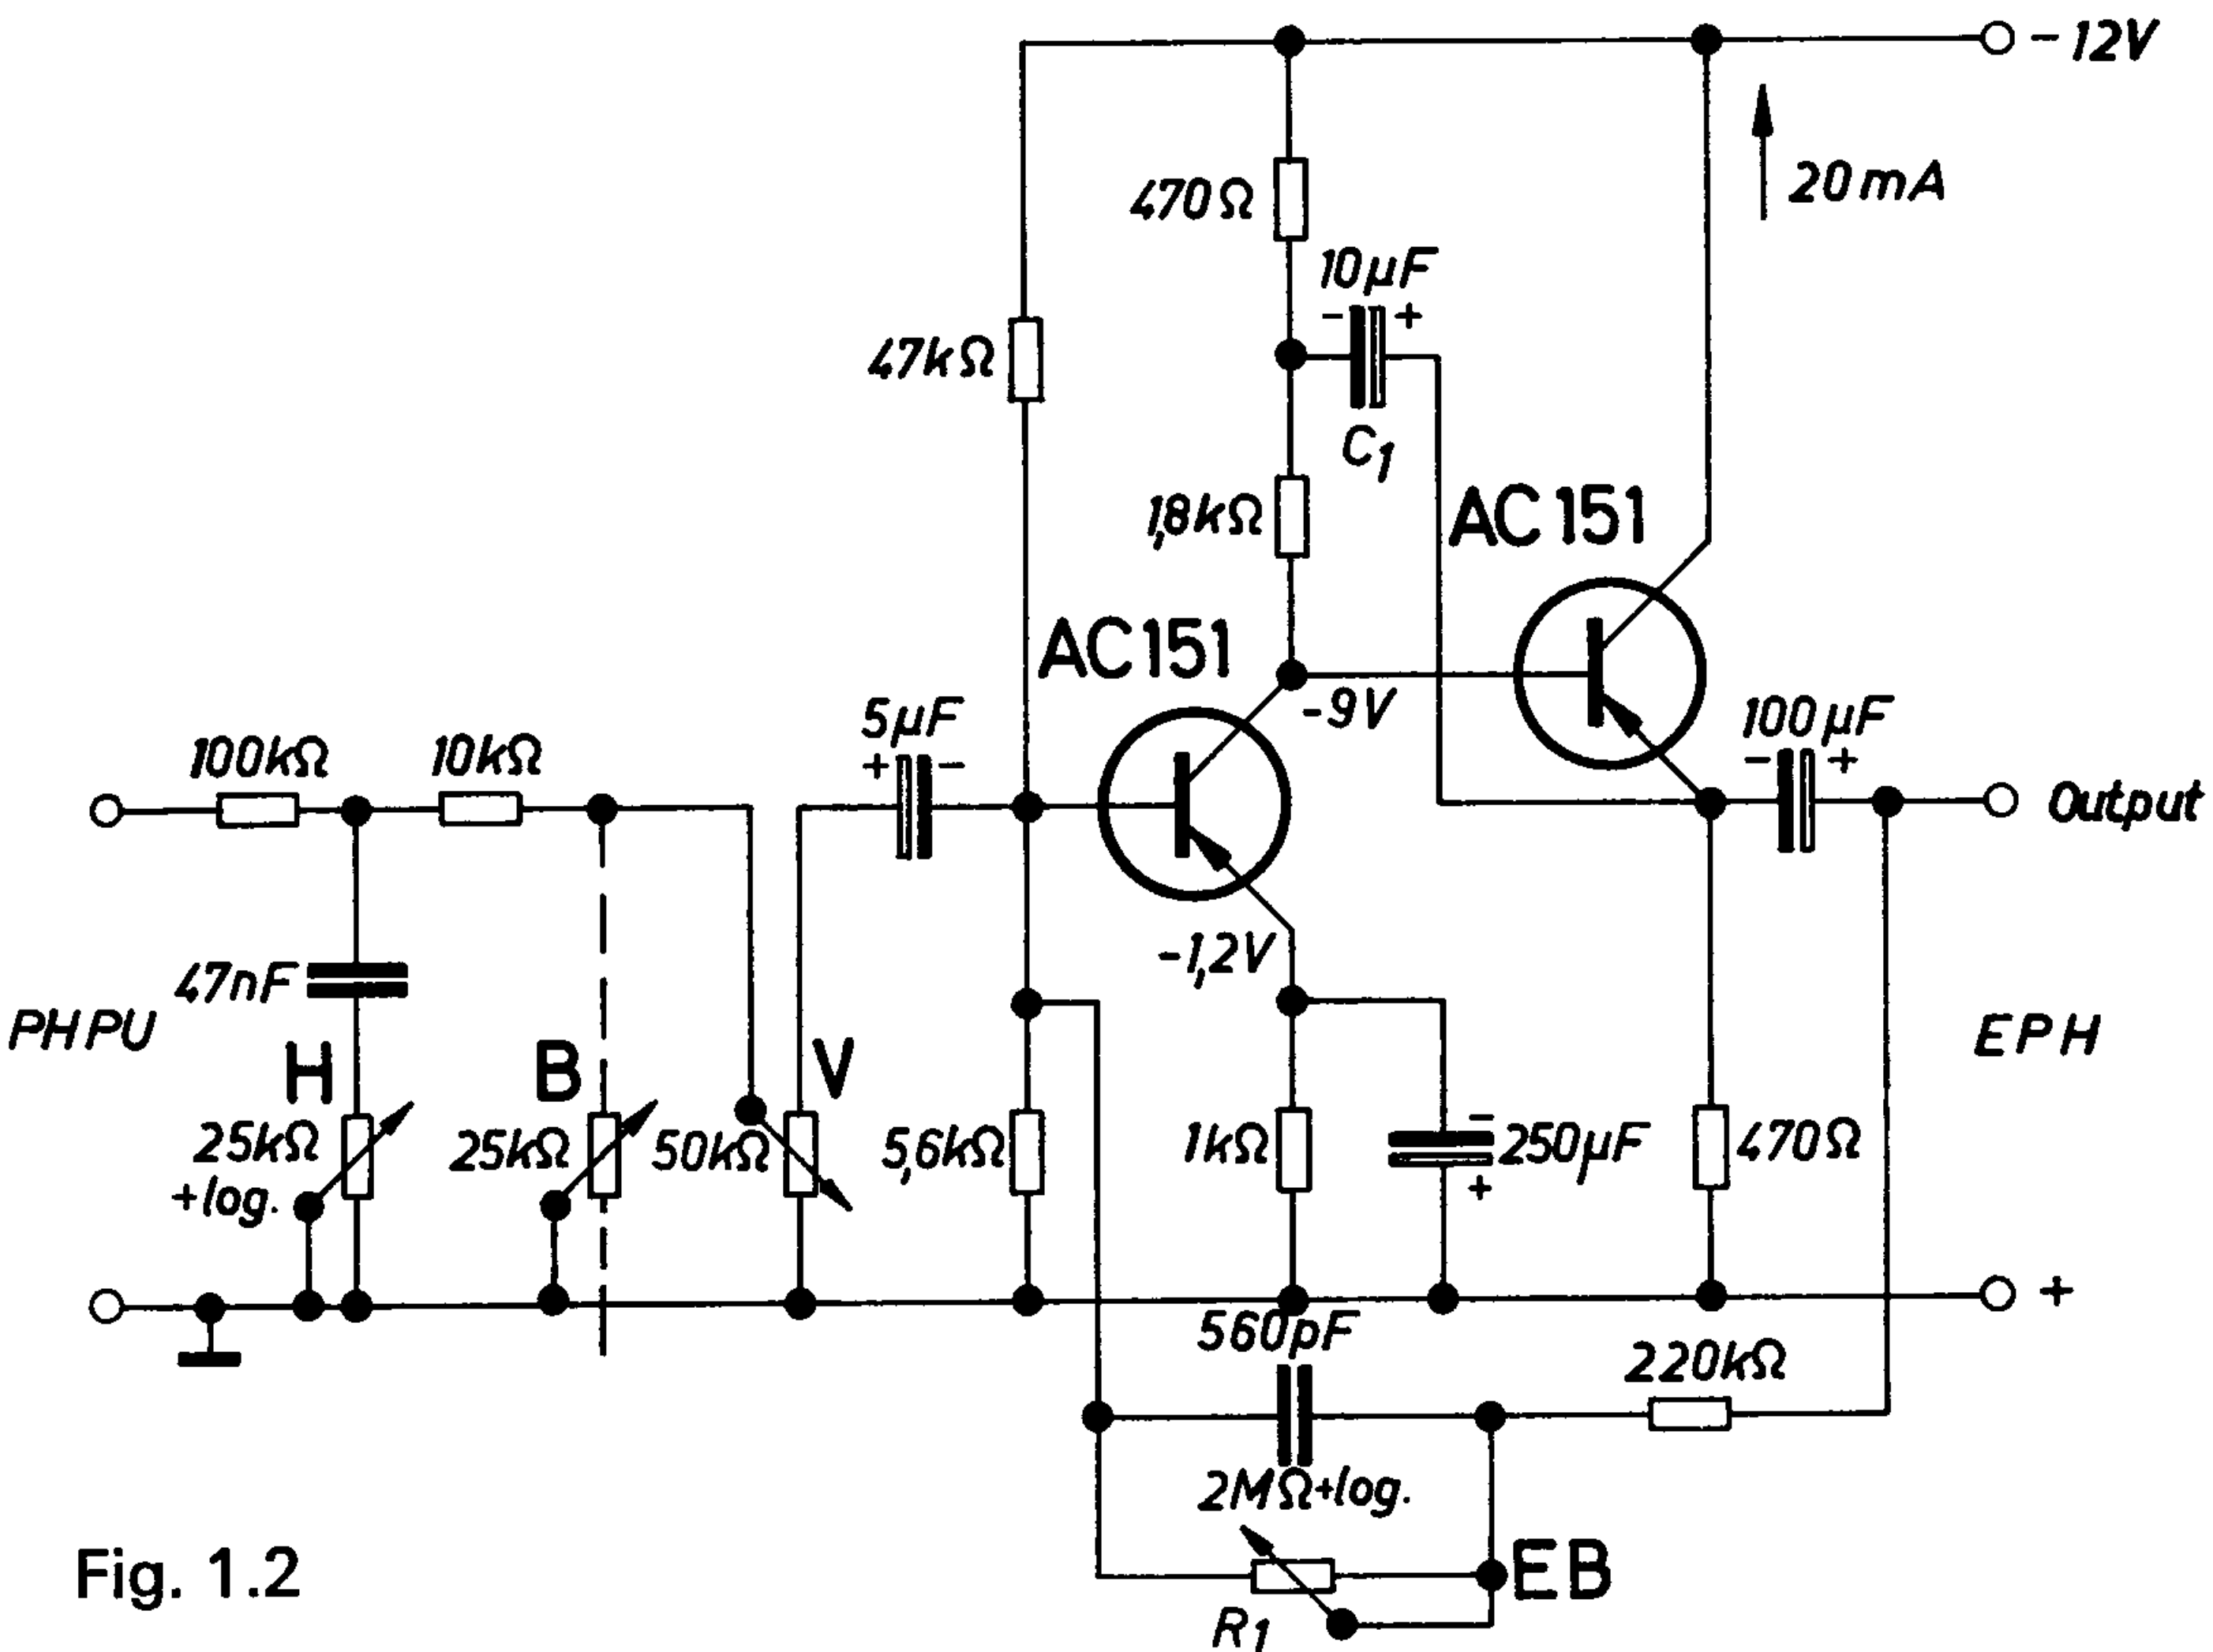 -12V
20mA
470Ω
10µF
- +
C1
47kΩ
1,8kΩ
AC151
AC151
-9V
5µF
+ -
100µF
- +
Output
100kΩ
10kΩ
47nF
PHPU
H
25kΩ
+log.
B
25kΩ
V
50kΩ
5,6kΩ
-1,2V
1kΩ
-
250µF
+
470Ω
EPH
+
560pF
220kΩ
2MΩ+log.
EB
R1
Fig. 1.2